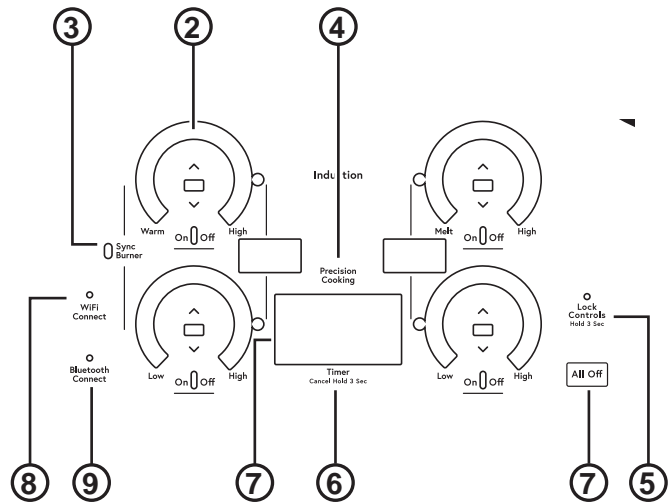 3
2
4
Induction
Warm
High
Melt
High
On Off
On Off
Sync
Burner
Precision
Cooking
WiFi
Connect
Lock
Controls
Hold 3 Sec
Bluetooth
Connect
Low
High
Timer
Cancel Hold 3 Sec
Low
High
All Off
On Off
On Off
8
9
7
6
7
5